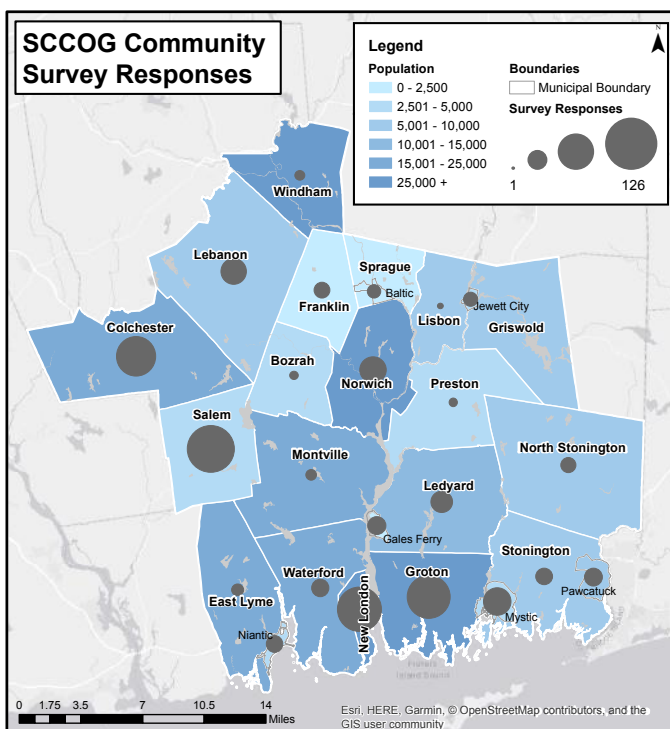 SCCOG Community
Survey Responses
Legend
Population
0 - 2,500
2,501 - 5,000
5,001 - 10,000
10,001 - 15,000
15,001 - 25,000
25,000 +
Boundaries
Municipal Boundary
Survey Responses
1
126
N
Windham
Lebanon
Sprague
Baltic
Franklin
Lisbon
Jewett City
Griswold
Colchester
Bozrah
Norwich
Preston
Salem
Montville
North Stonington
Ledyard
Gales Ferry
Stonington
Waterford
Groton
East Lyme
New London
Pawcatuck
Mystic
Niantic
Fishers
Island Sound
0 1.75 3.5 7 10.5 14
Miles
Esri, HERE, Garmin, © OpenStreetMap contributors, and the
GIS user community